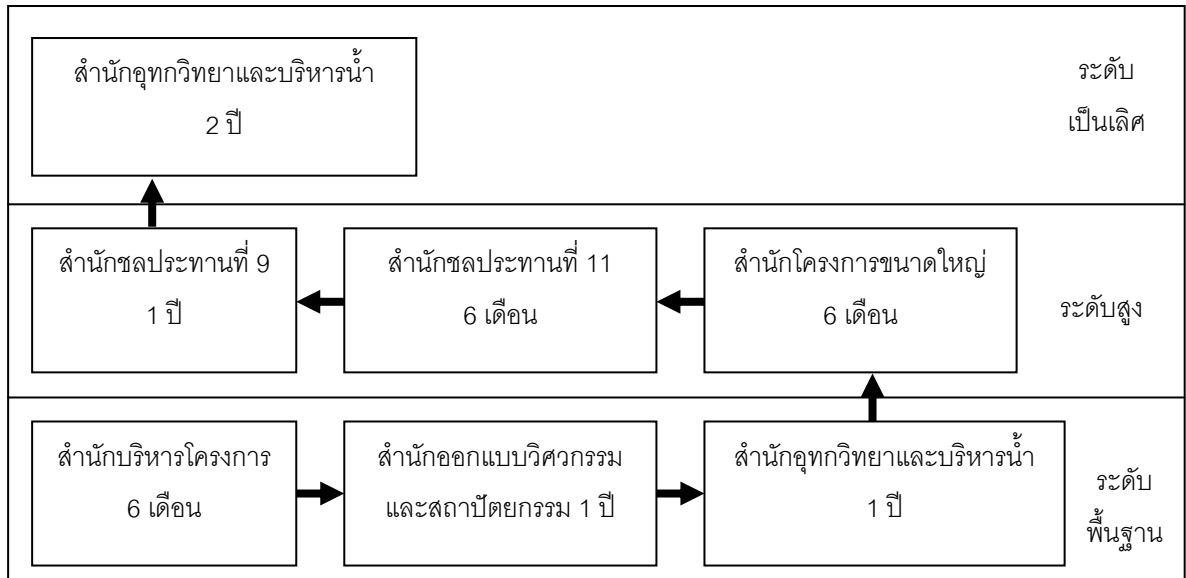 สำนักอุทกวิทยาและบริหารน้ำ
2 ปี
ระดับ
เป็นเลิศ
สำนักชลประทานที่ 9
1 ปี
สำนักชลประทานที่ 11
6 เดือน
สำนักโครงการขนาดใหญ่
6 เดือน
ระดับสูง
สำนักบริหารโครงการ
6 เดือน
สำนักออกแบบวิศวกรรม
และสถาปัตยกรรม 1 ปี
สำนักอุทกวิทยาและบริหารน้ำ
1 ปี
ระดับ
พื้นฐาน